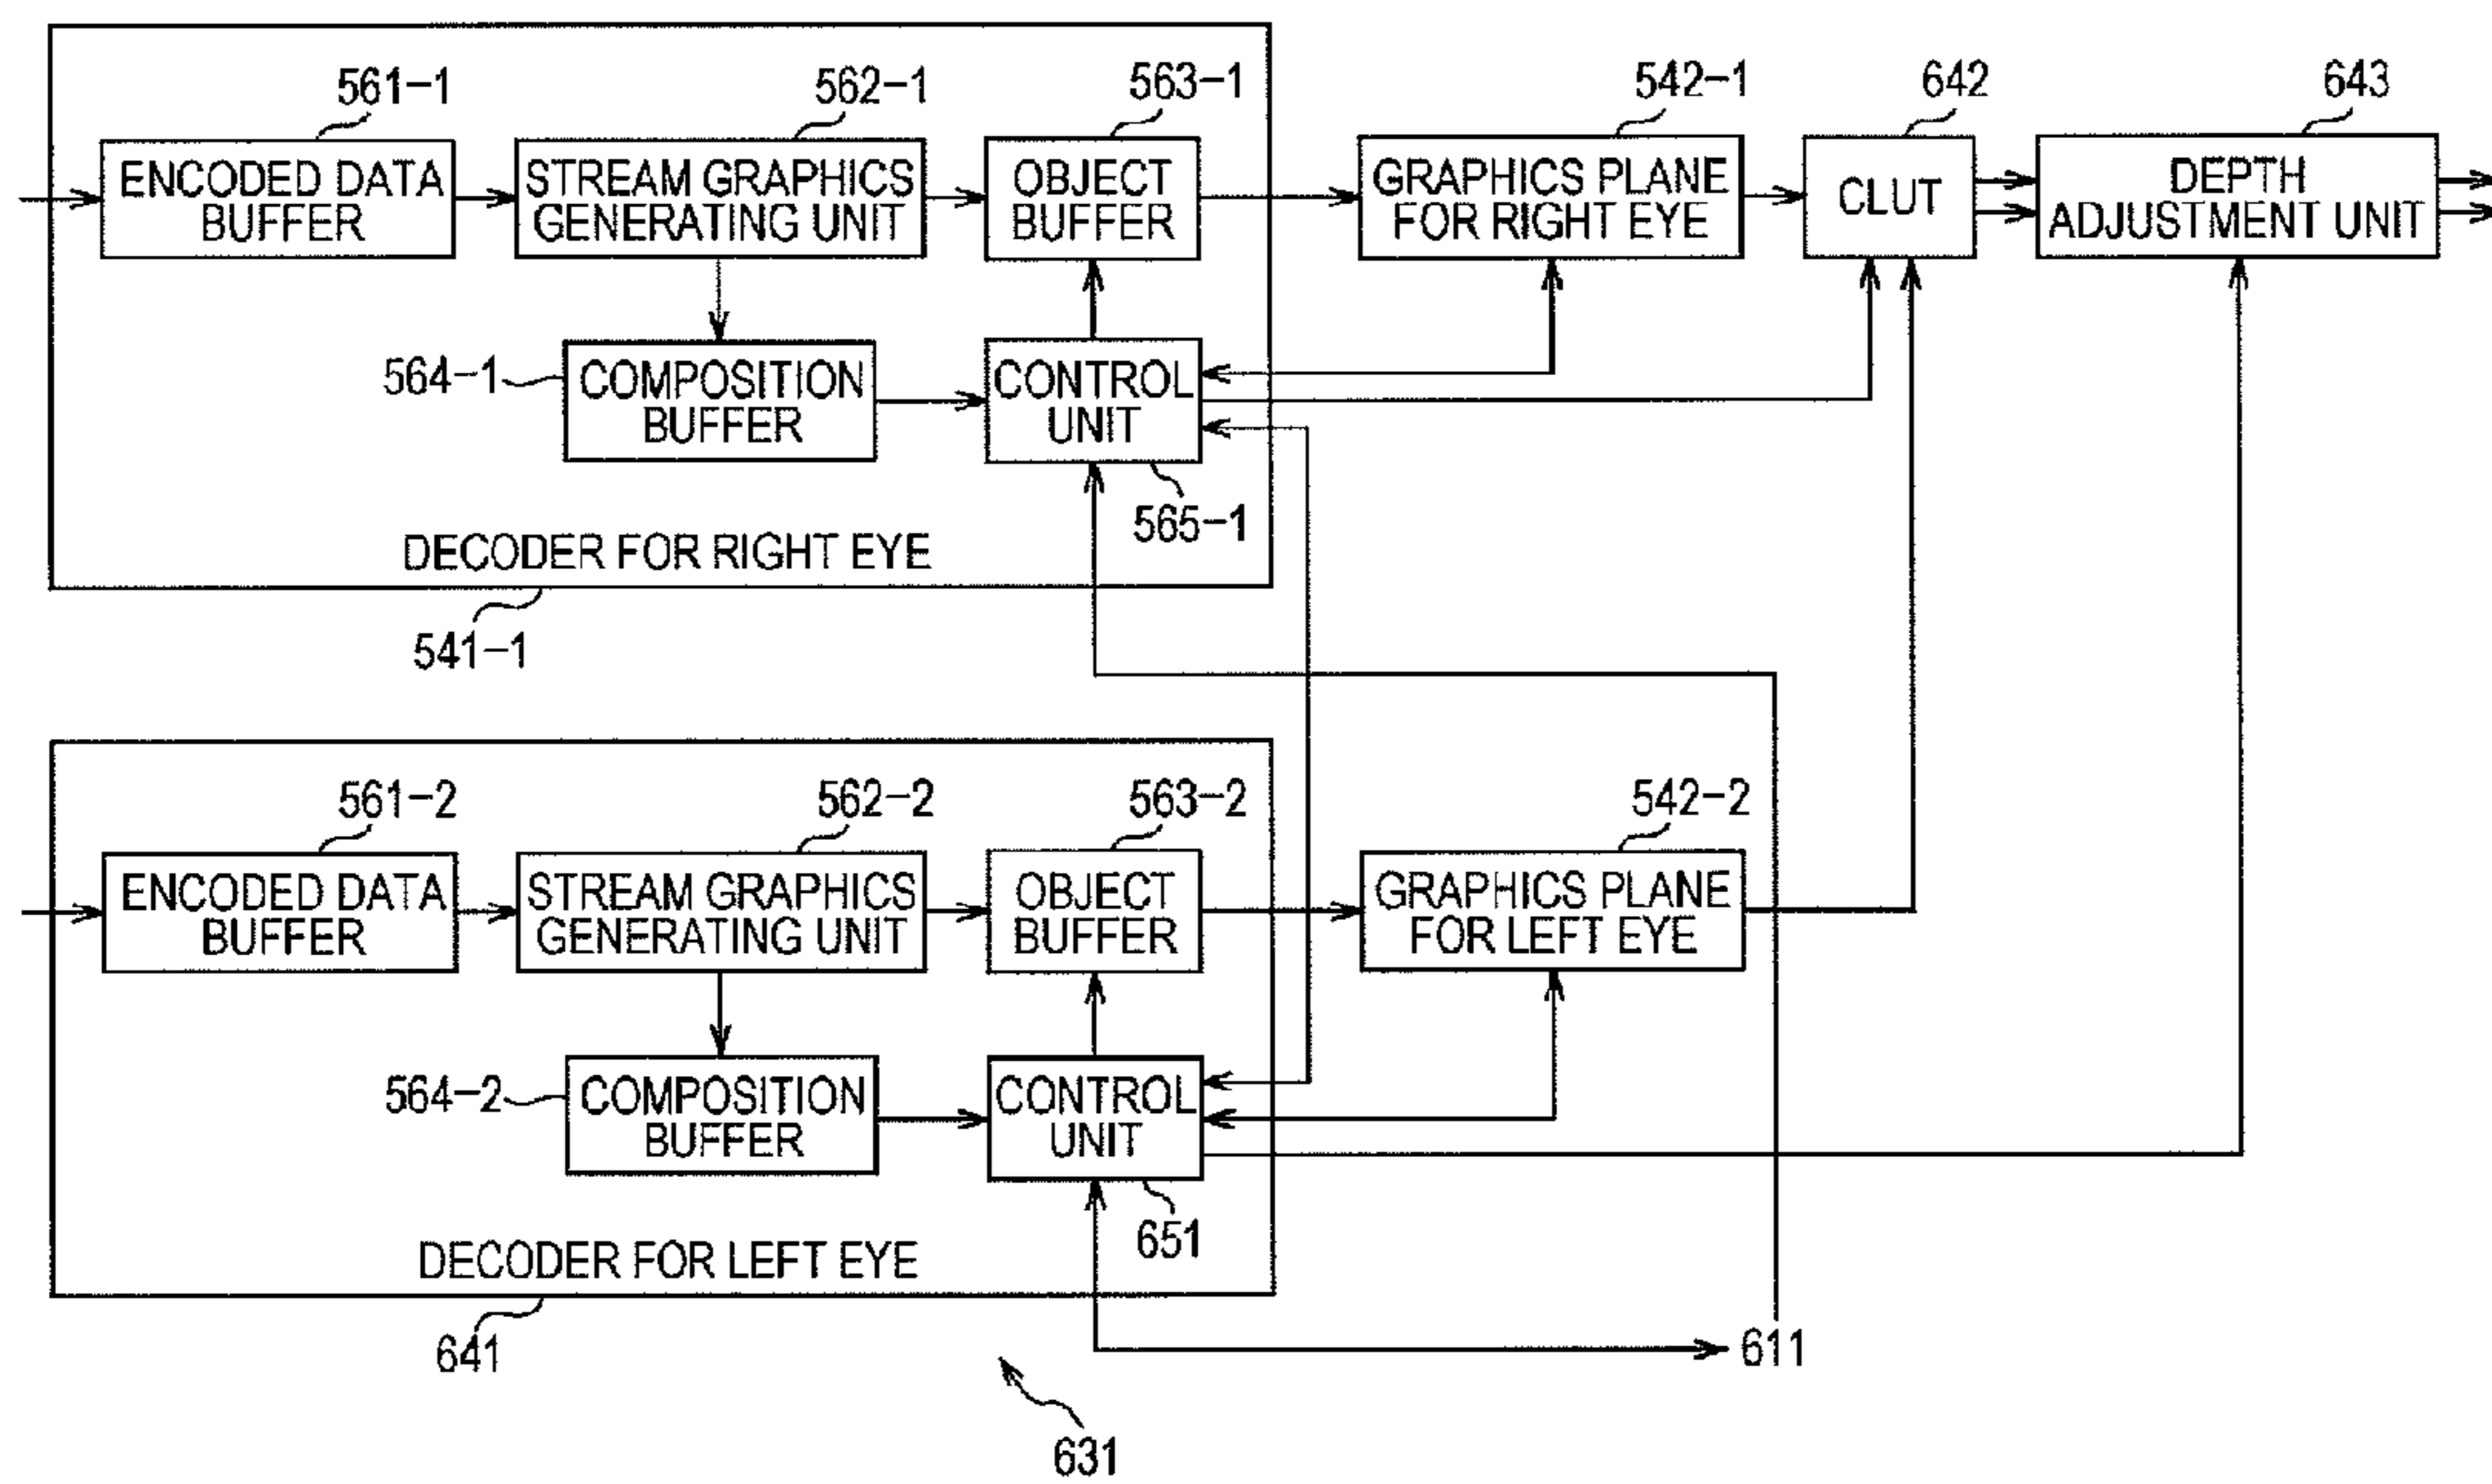 561-1
562-1
563-1
542-1
642
643
ENCODED DATA
BUFFER
STREAM GRAPHICS
GENERATING UNIT
OBJECT
BUFFER
GRAPHICS PLANE
FOR RIGHT EYE
CLUT
DEPTH
ADJUSTMENT UNIT
564-1
COMPOSITION
BUFFER
CONTROL
UNIT
565-1
DECODER FOR RIGHT EYE
541-1
561-2
562-2
563-2
542-2
ENCODED DATA
BUFFER
STREAM GRAPHICS
GENERATING UNIT
OBJECT
BUFFER
GRAPHICS PLANE
FOR LEFT EYE
564-2
COMPOSITION
BUFFER
CONTROL
UNIT
651
DECODER FOR LEFT EYE
641
611
631